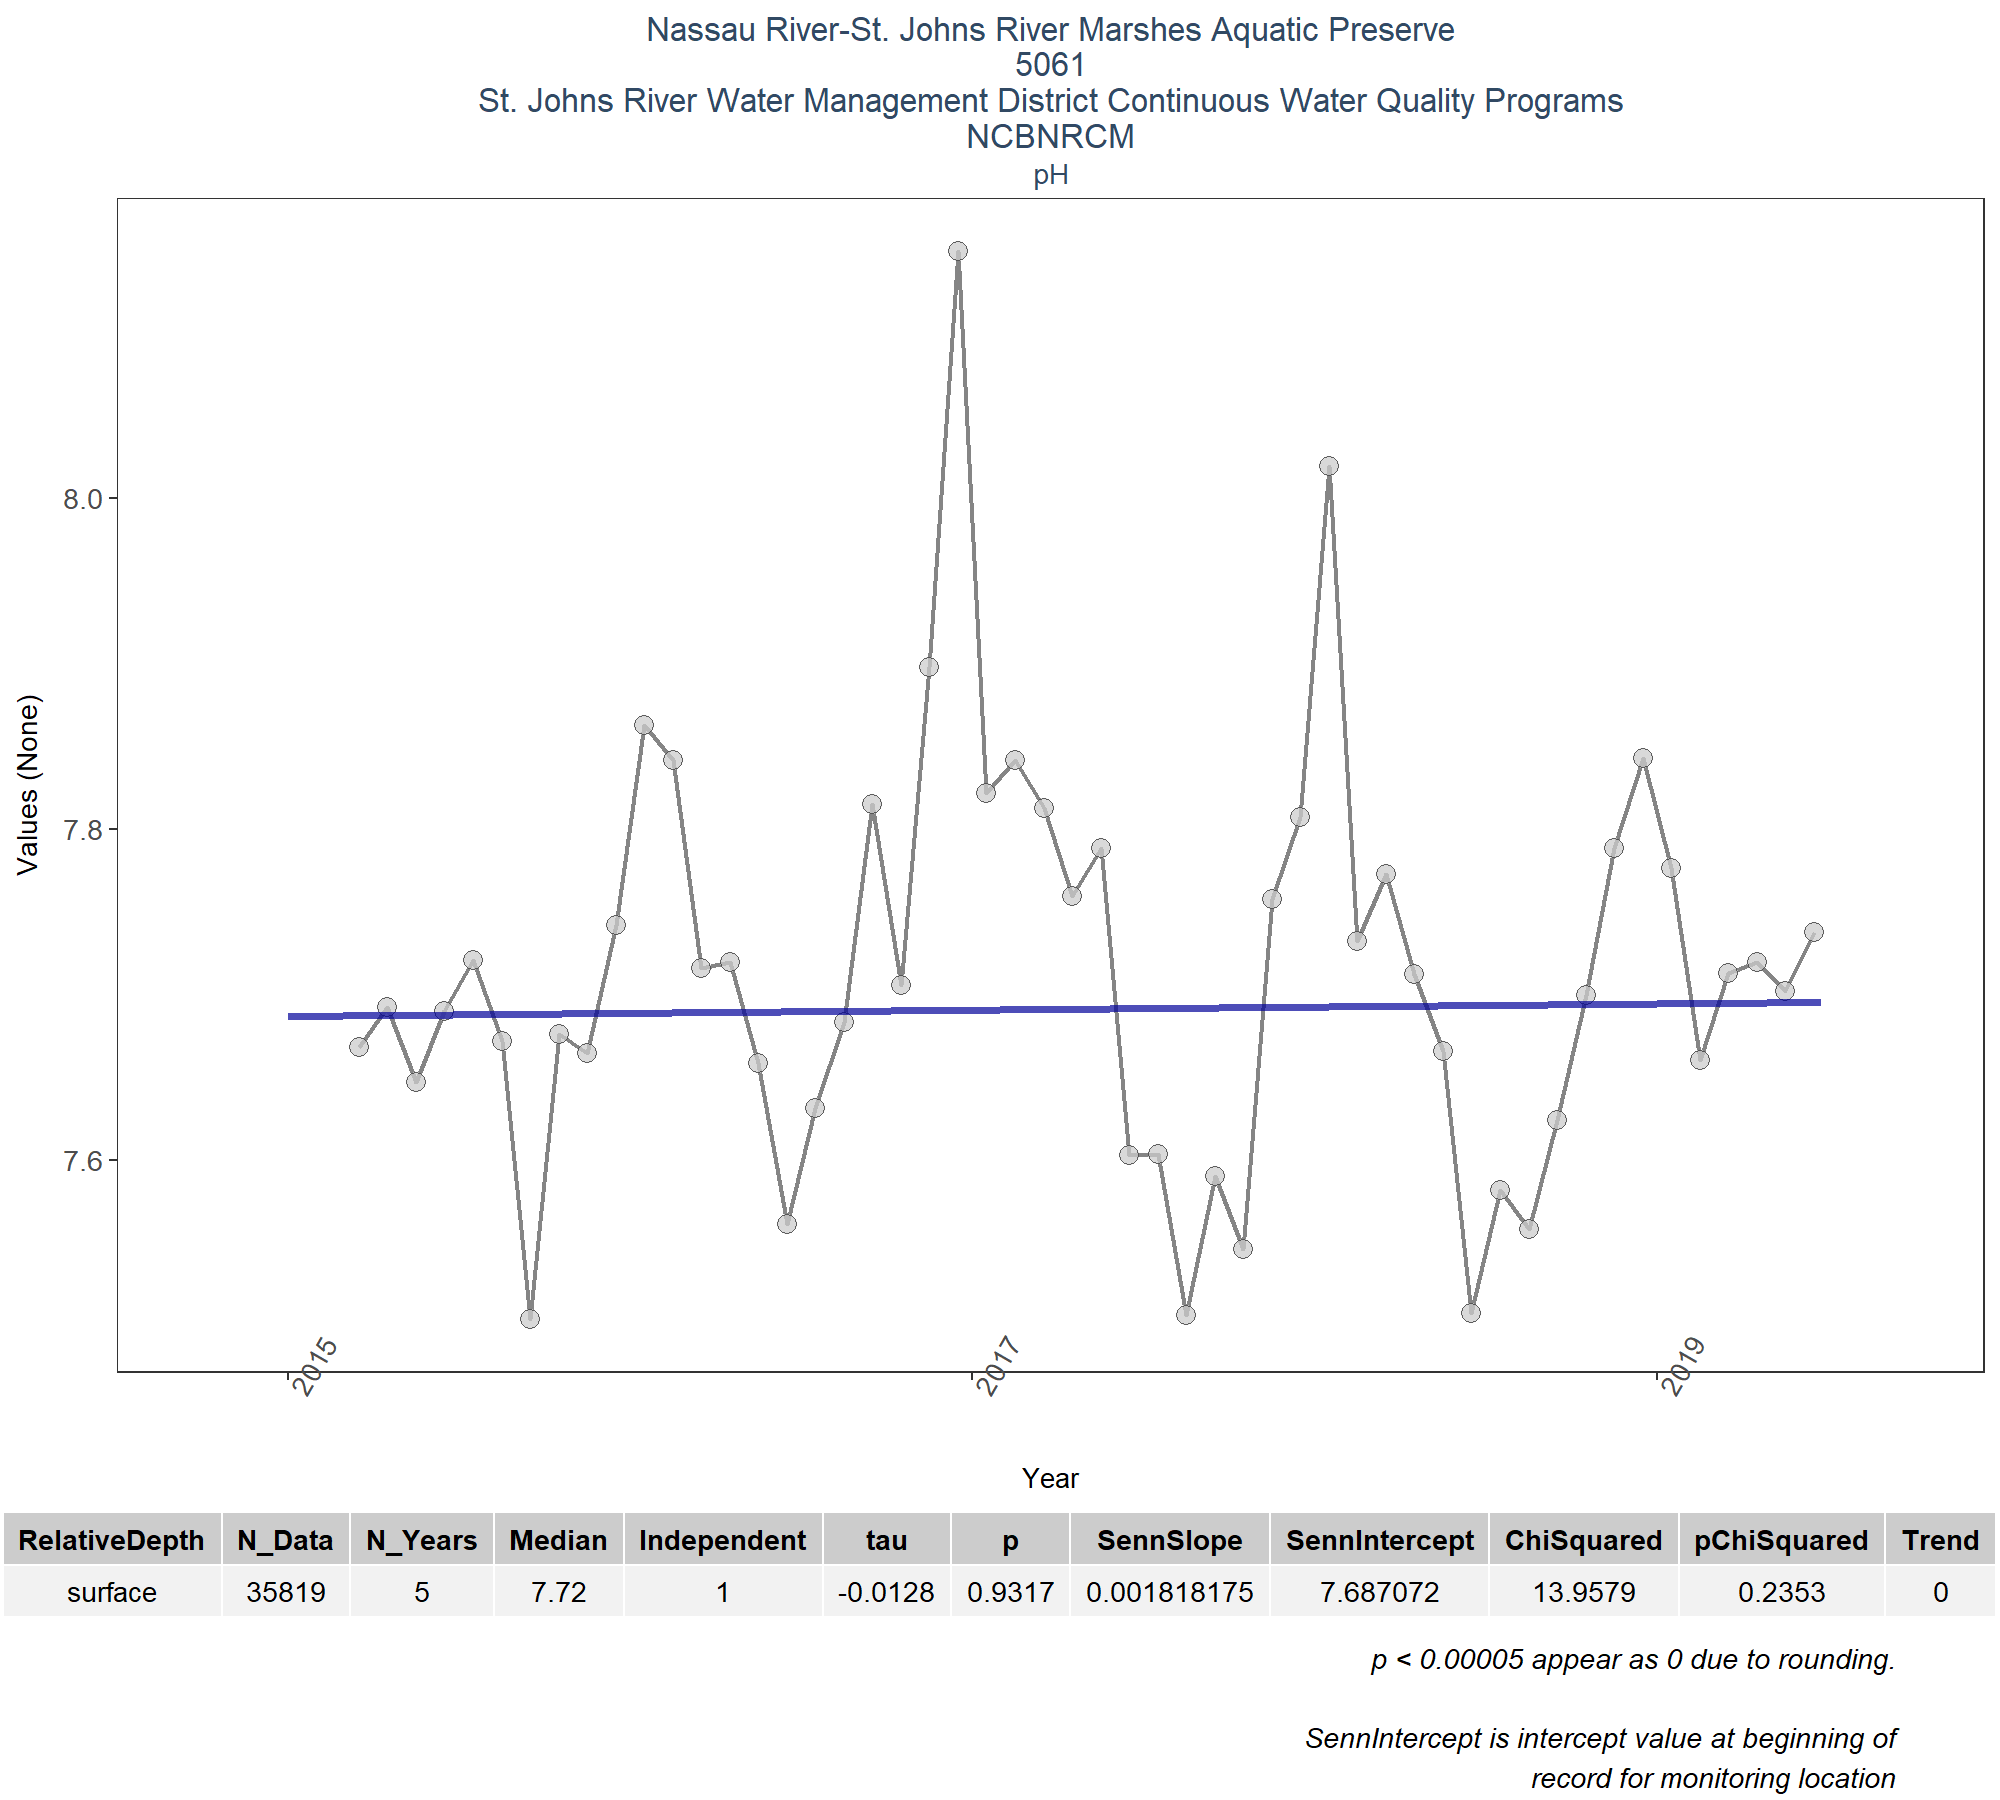 Nassau River-St. Johns River Marshes Aquatic Preserve
5061
St. Johns River Water Management District Continuous Water Quality Programs
NCBNRCM
pH
Values (None)
8.0
7.8
7.6
2015
2017
2019
Year
RelativeDepth N_Data N_Years Median Independent tau p SennSlope SennIntercept ChiSquared pChiSquared Trend
surface 35819 5 7.72 1 -0.0128 0.9317 0.001818175 7.687072 13.9579 0.2353 0
p < 0.00005 appear as 0 due to rounding.
SennIntercept is intercept value at beginning of
record for monitoring location